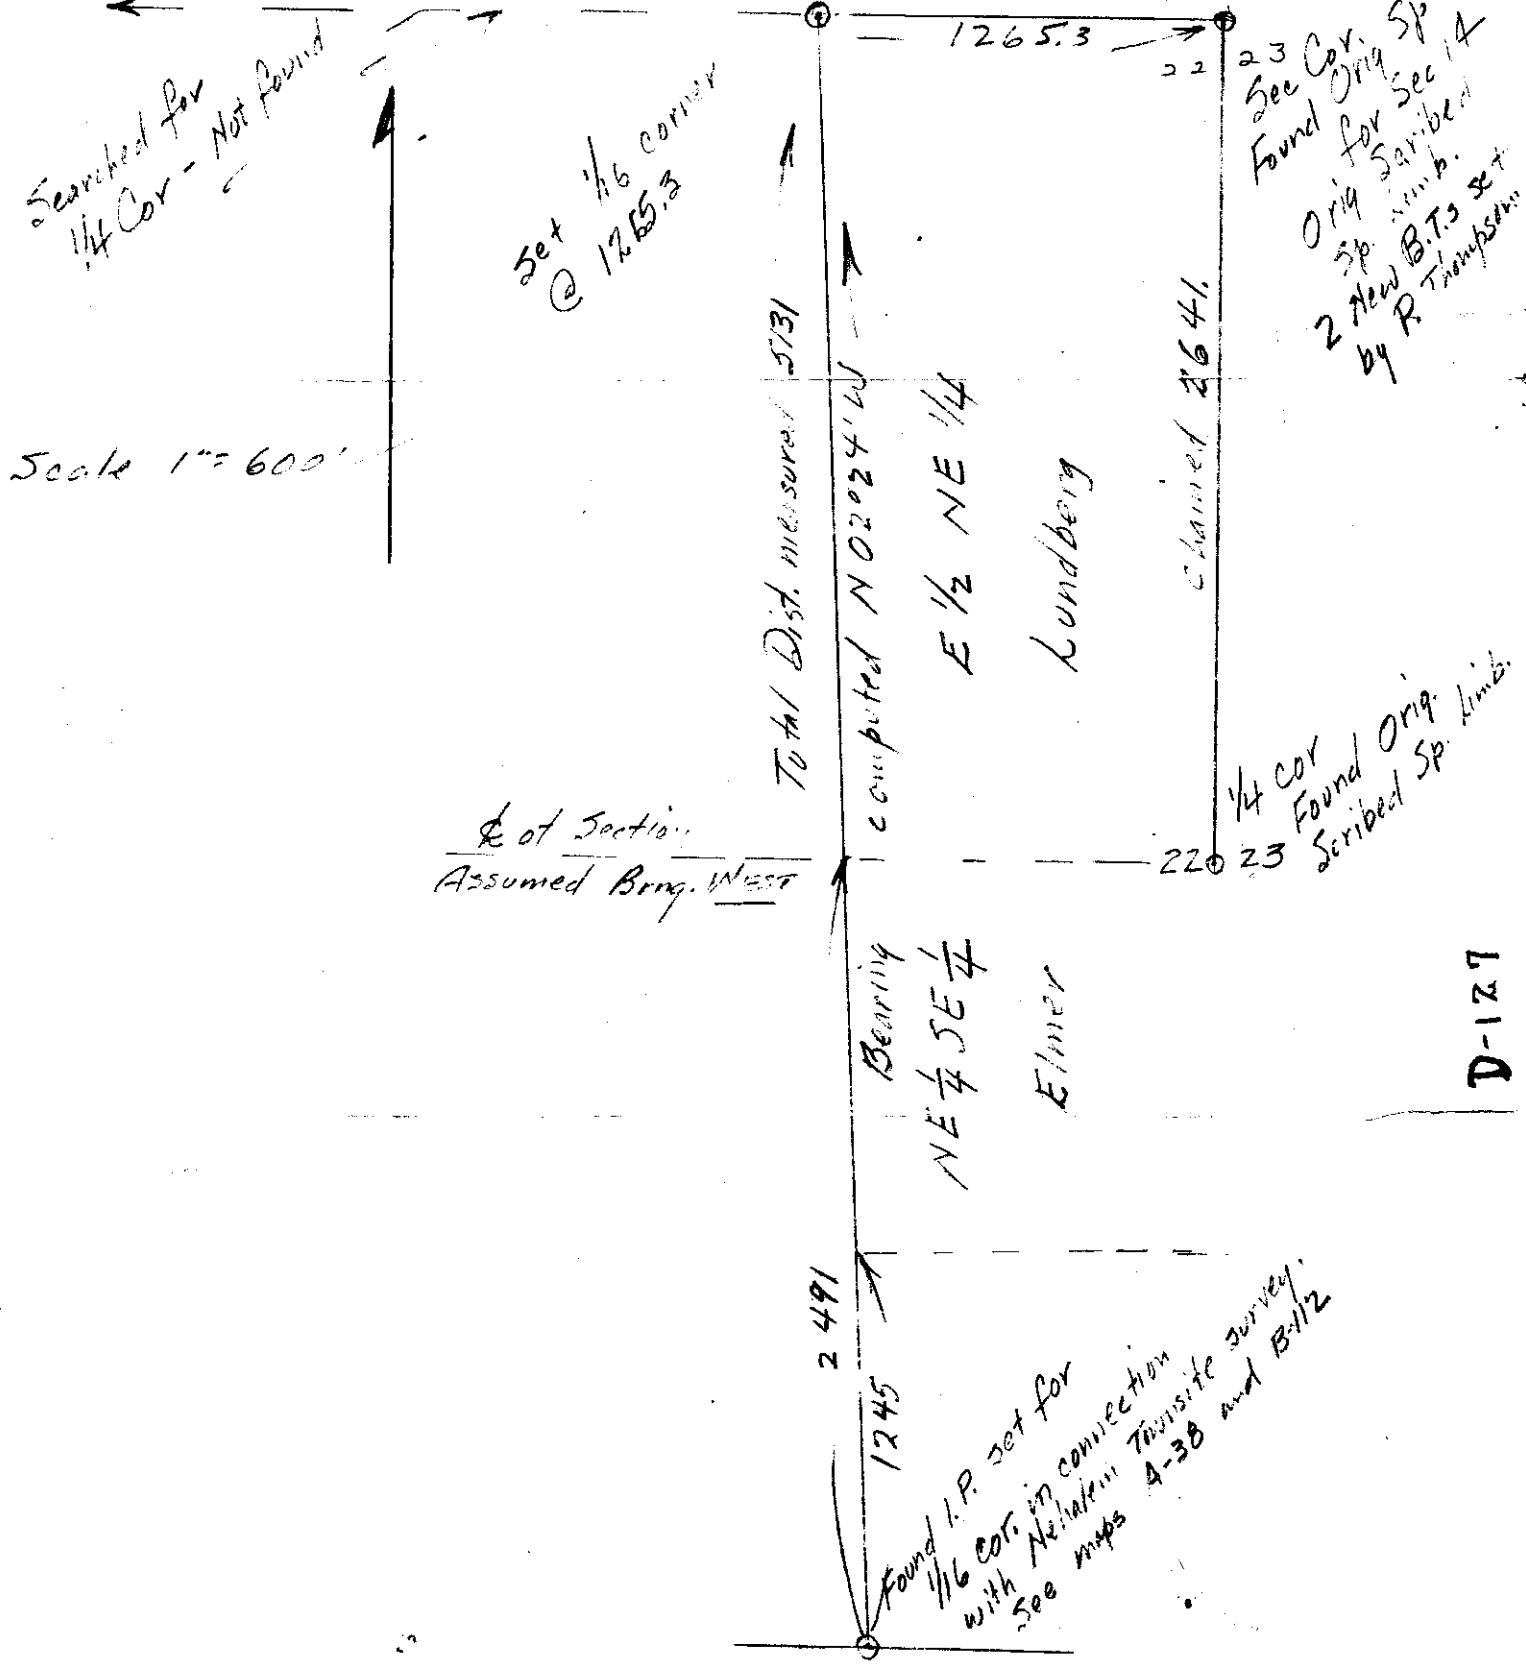 Searched for
1/4 Cor - Not found
Set 1/16 corner
@ 1265.3
1265.3
22 23
Sec Cor.
Found Orig Sp
for Sec 14
Orig Scribed
Sp. limb.
2 New B.T.s set
by R. Thompson
Scale 1"=600'
Total Dist. measured 5131
computed N 0°24' W
E 1/2 NE 1/4
Lundberg
chained 2641.
1/4 cor
Found Orig.
Scribed Sp. Limb.
22 23
℄ of Section
Assumed Brng. WEST
Bearing
NE 1/4 SE 1/4
Elmer
D-127
2491
1245
Found I.P. set for
1/16 cor. in connection
with Nehalem Townsite survey.
See maps A-38 and B-112